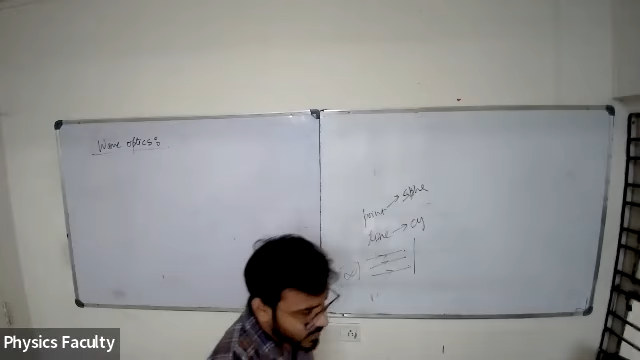 Wave optics:
point → Sphe
line → Cy
Physics Faculty